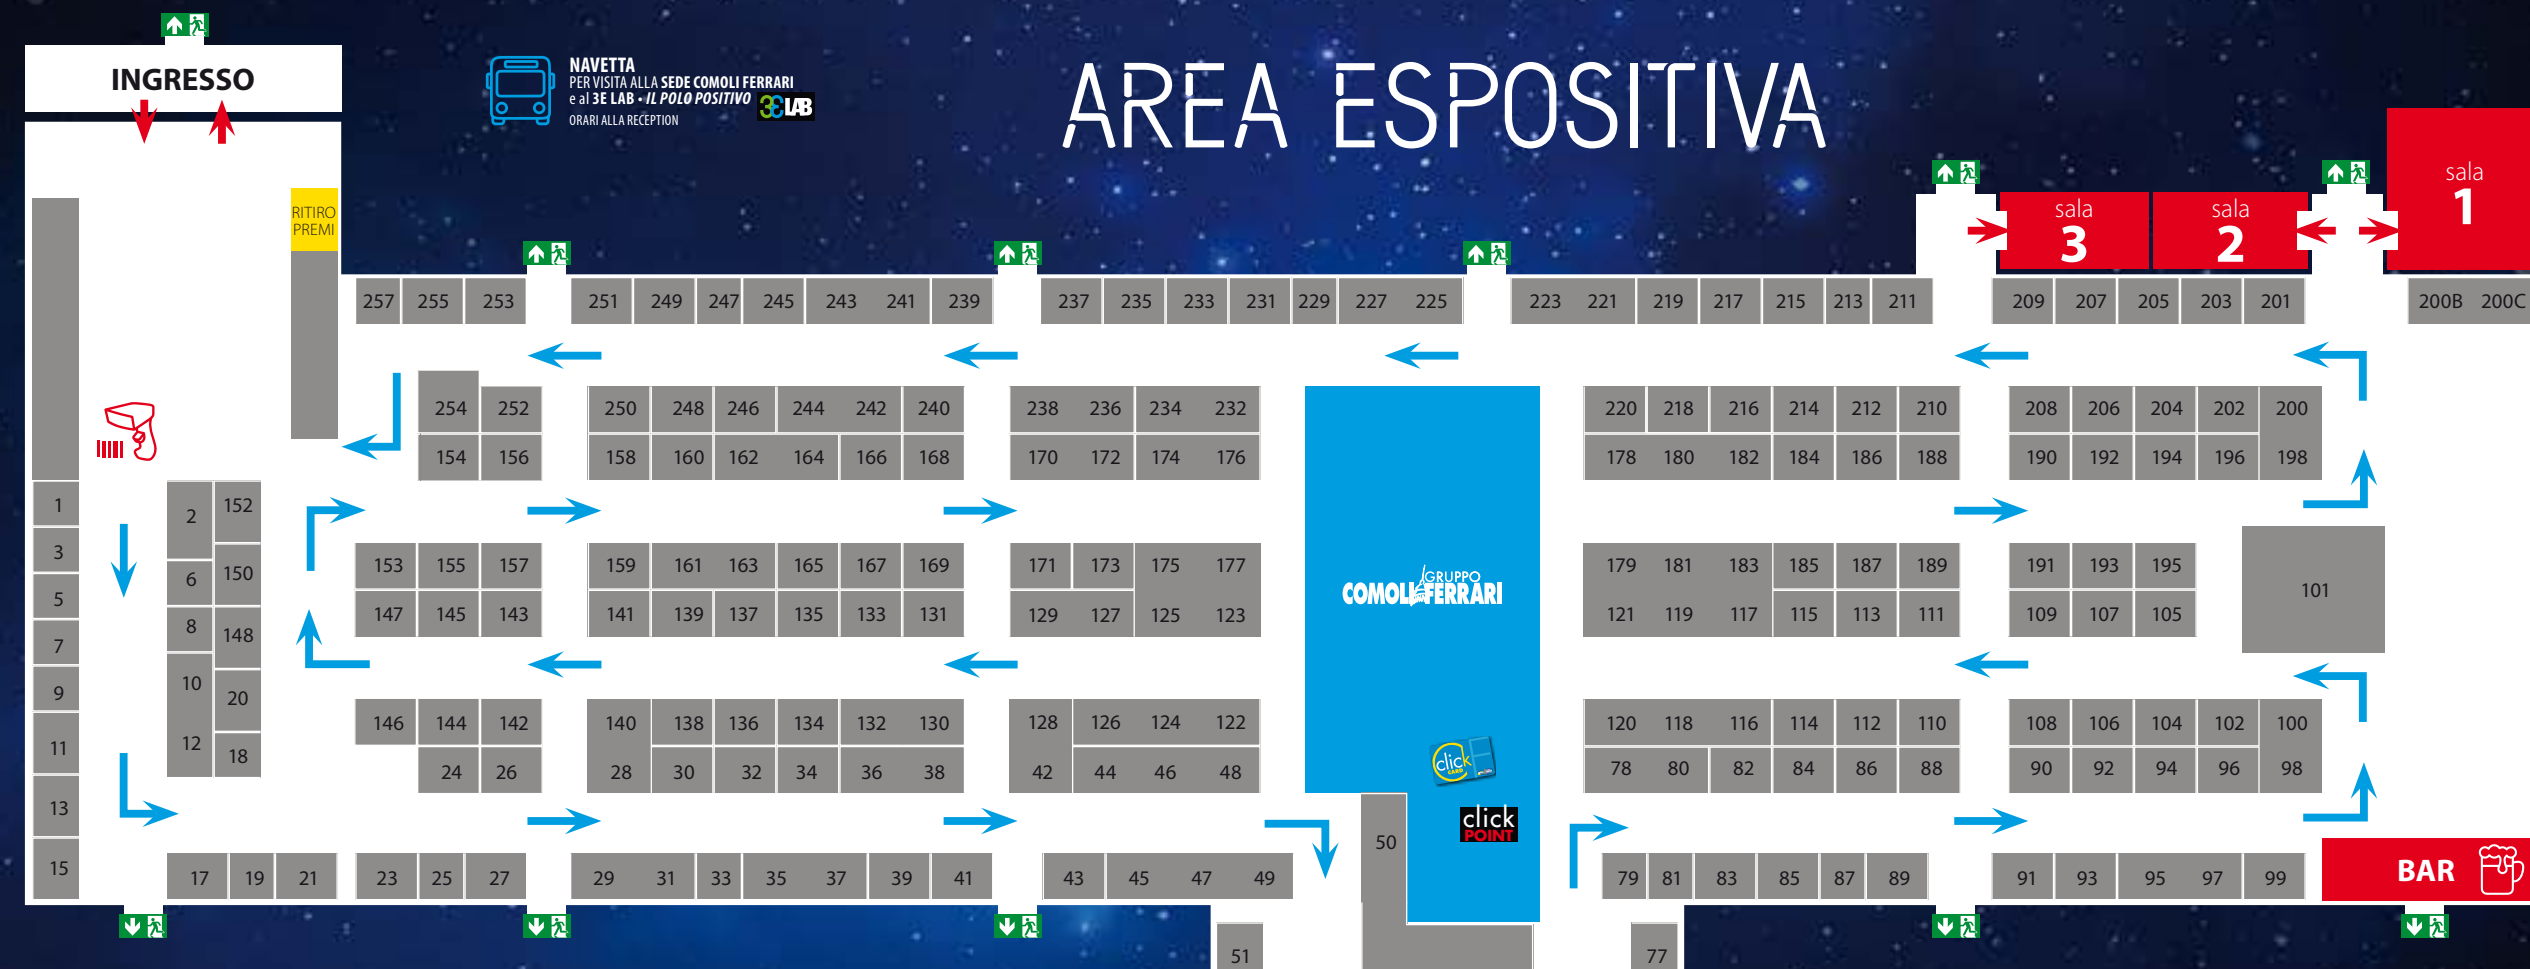 INGRESSO
NAVETTA
PER VISITA ALLA SEDE COMOLI FERRARI
e al 3E LAB • IL POLO POSITIVO
3E LAB
ORARI ALLA RECEPTION
AREA ESPOSITIVA
sala
1
sala
3
sala
2
RITIRO
PREMI
257 255 253 251 249 247 245 243 241 239 237 235 233 231 229 227 225 223 221 219 217 215 213 211 209 207 205 203 201 200B 200C
254 252 250 248 246 244 242 240 238 236 234 232 220 218 216 214 212 210 208 206 204 202 200
154 156 158 160 162 164 166 168 170 172 174 176 178 180 182 184 186 188 190 192 194 196 198
1
3
5
7
9
11
13
15
2
6
8
10
12
152
150
148
20
18
153 155 157 159 161 163 165 167 169 171 173 175 177 179 181 183 185 187 189 191 193 195
147 145 143 141 139 137 135 133 131 129 127 125 123 121 119 117 115 113 111 109 107 105
101
GRUPPO
COMOLI FERRARI
146 144 142 140 138 136 134 132 130 128 126 124 122 120 118 116 114 112 110 108 106 104 102 100
24 26 28 30 32 34 36 38 42 44 46 48 78 80 82 84 86 88 90 92 94 96 98
click
CARD
click
POINT
50
17 19 21 23 25 27 29 31 33 35 37 39 41 43 45 47 49 79 81 83 85 87 89 91 93 95 97 99
BAR
51
77